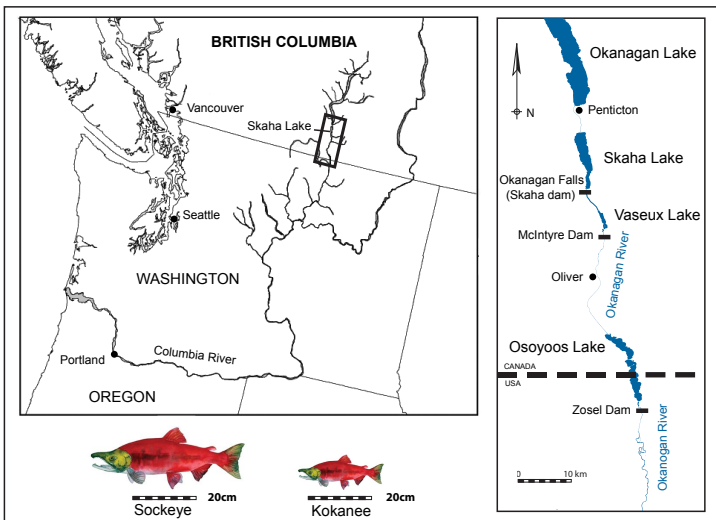 BRITISH COLUMBIA
Vancouver
Skaha Lake
Seattle
WASHINGTON
Columbia River
Portland
OREGON
20cm
Sockeye
20cm
Kokanee
Okanagan Lake
N
Penticton
Skaha Lake
Okanagan Falls
(Skaha dam)
Vaseux Lake
McIntyre Dam
Okanagan River
Oliver
Osoyoos Lake
CANADA
USA
Zosel Dam
Okanogan River
0 10 km